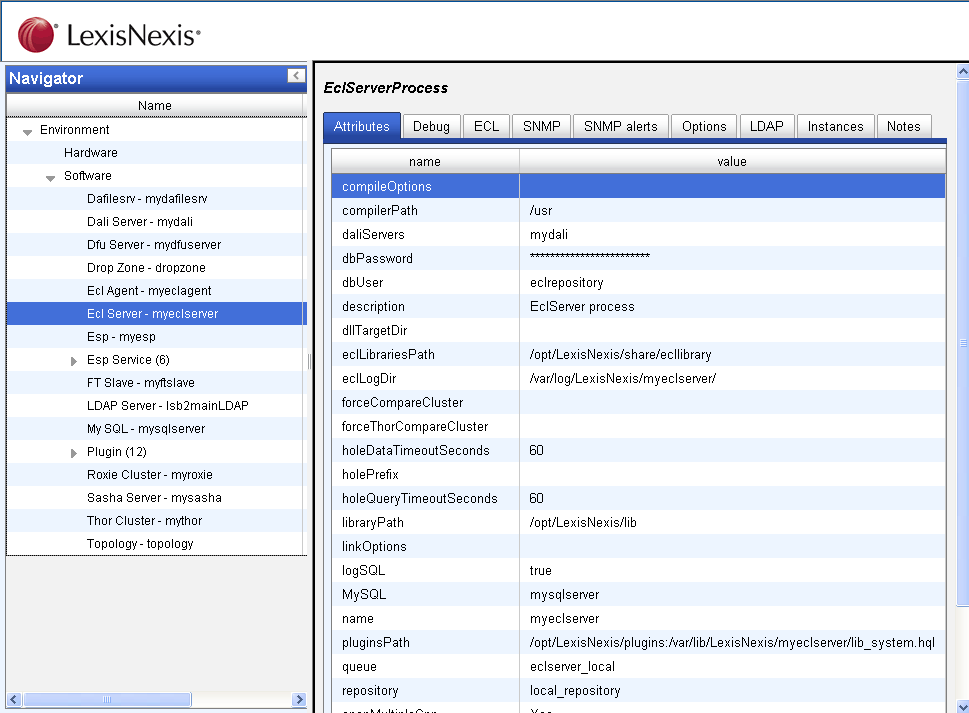 LexisNexis
Navigator
Name
Environment
Hardware
Software
Dafilesrv - mydafilesrv
Dali Server - mydali
Dfu Server - mydfuserver
Drop Zone - dropzone
Ecl Agent - myeclagent
Ecl Server - myeclserver
Esp - myesp
Esp Service (6)
FT Slave - myftslave
LDAP Server - lsb2mainLDAP
My SQL - mysqlserver
Plugin (12)
Roxie Cluster - myroxie
Sasha Server - mysasha
Thor Cluster - mythor
Topology - topology
EclServerProcess
Attributes Debug ECL SNMP SNMP alerts Options LDAP Instances Notes
name value
compileOptions
compilerPath /usr
daliServers mydali
dbPassword ************************
dbUser eclrepository
description EclServer process
dllTargetDir
eclLibrariesPath /opt/LexisNexis/share/ecllibrary
eclLogDir /var/log/LexisNexis/myeclserver/
forceCompareCluster
forceThorCompareCluster
holeDataTimeoutSeconds 60
holePrefix
holeQueryTimeoutSeconds 60
libraryPath /opt/LexisNexis/lib
linkOptions
logSQL true
MySQL mysqlserver
name myeclserver
pluginsPath /opt/LexisNexis/plugins:/var/lib/LexisNexis/myeclserver/lib_system.hql
queue eclserver_local
repository local_repository